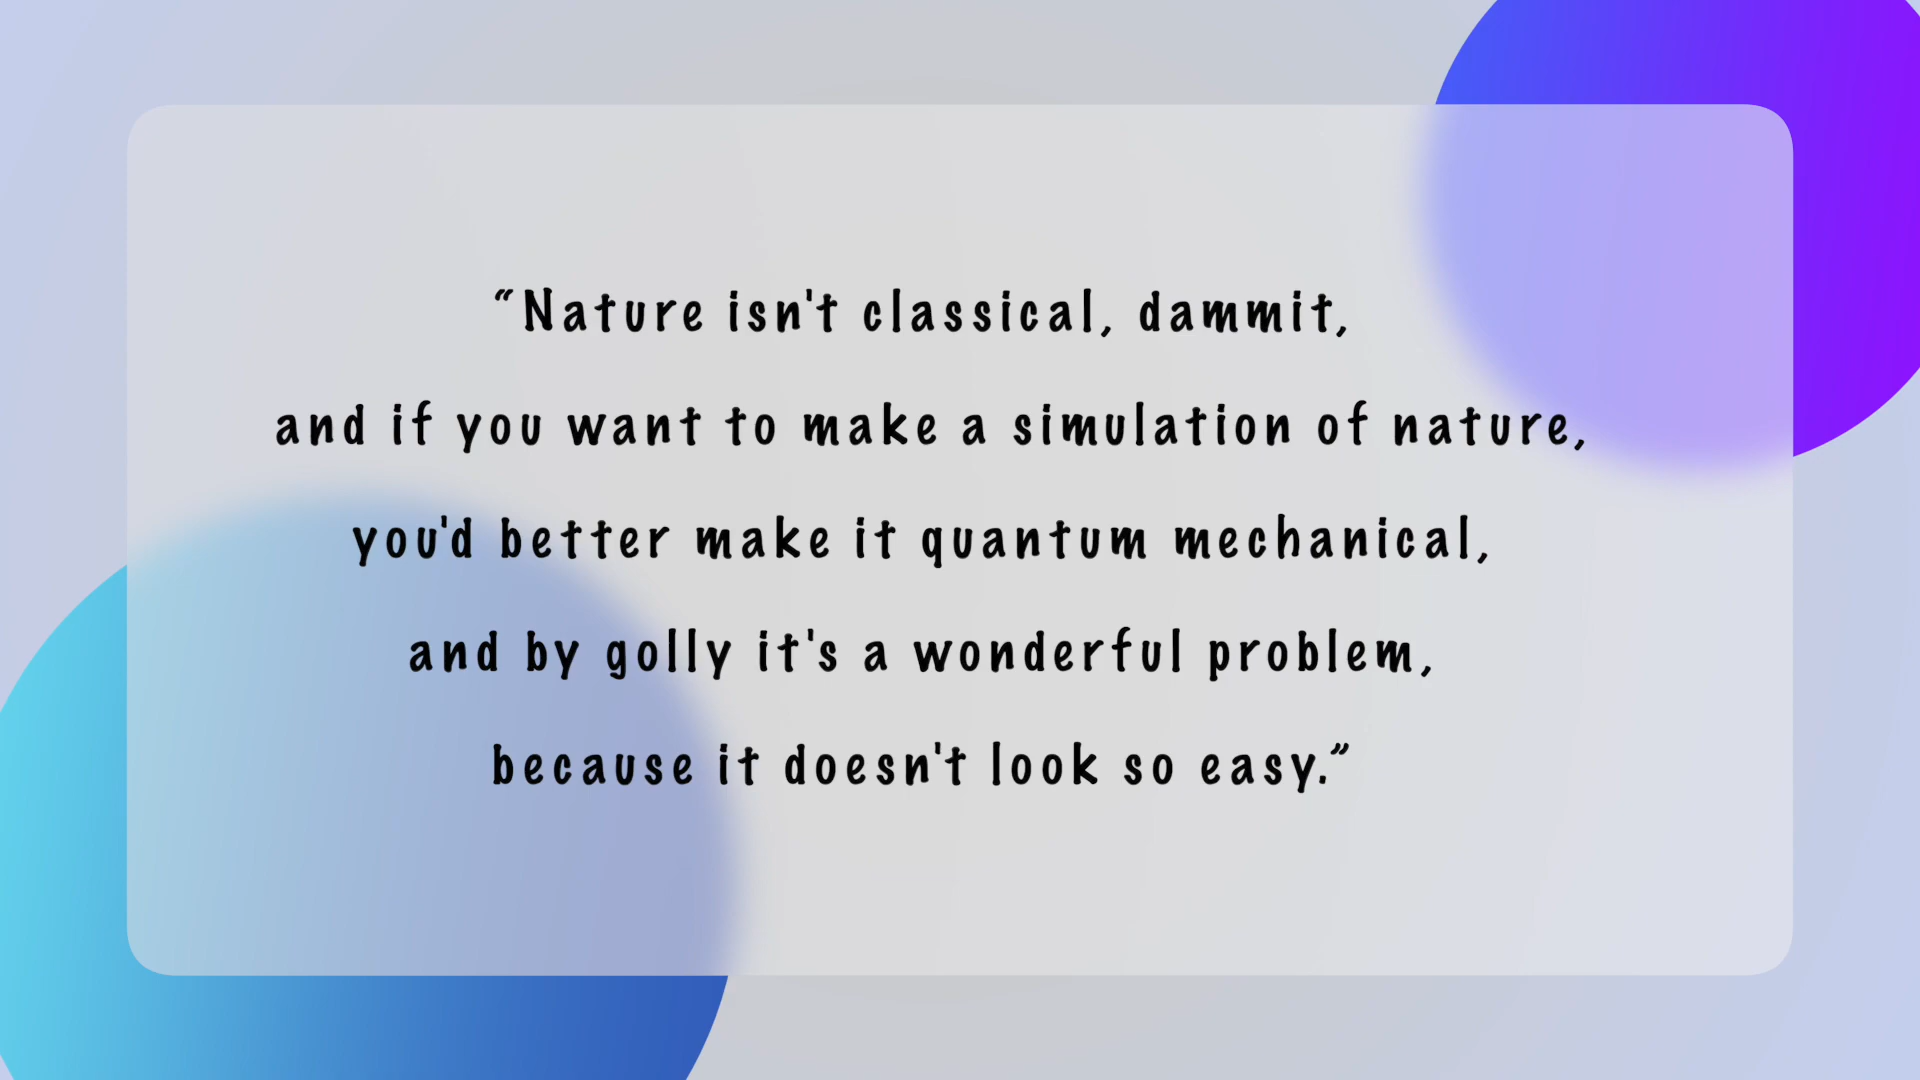 “Nature isn't classical, dammit,
and if you want to make a simulation of nature,
you'd better make it quantum mechanical,
and by golly it's a wonderful problem,
because it doesn't look so easy.”